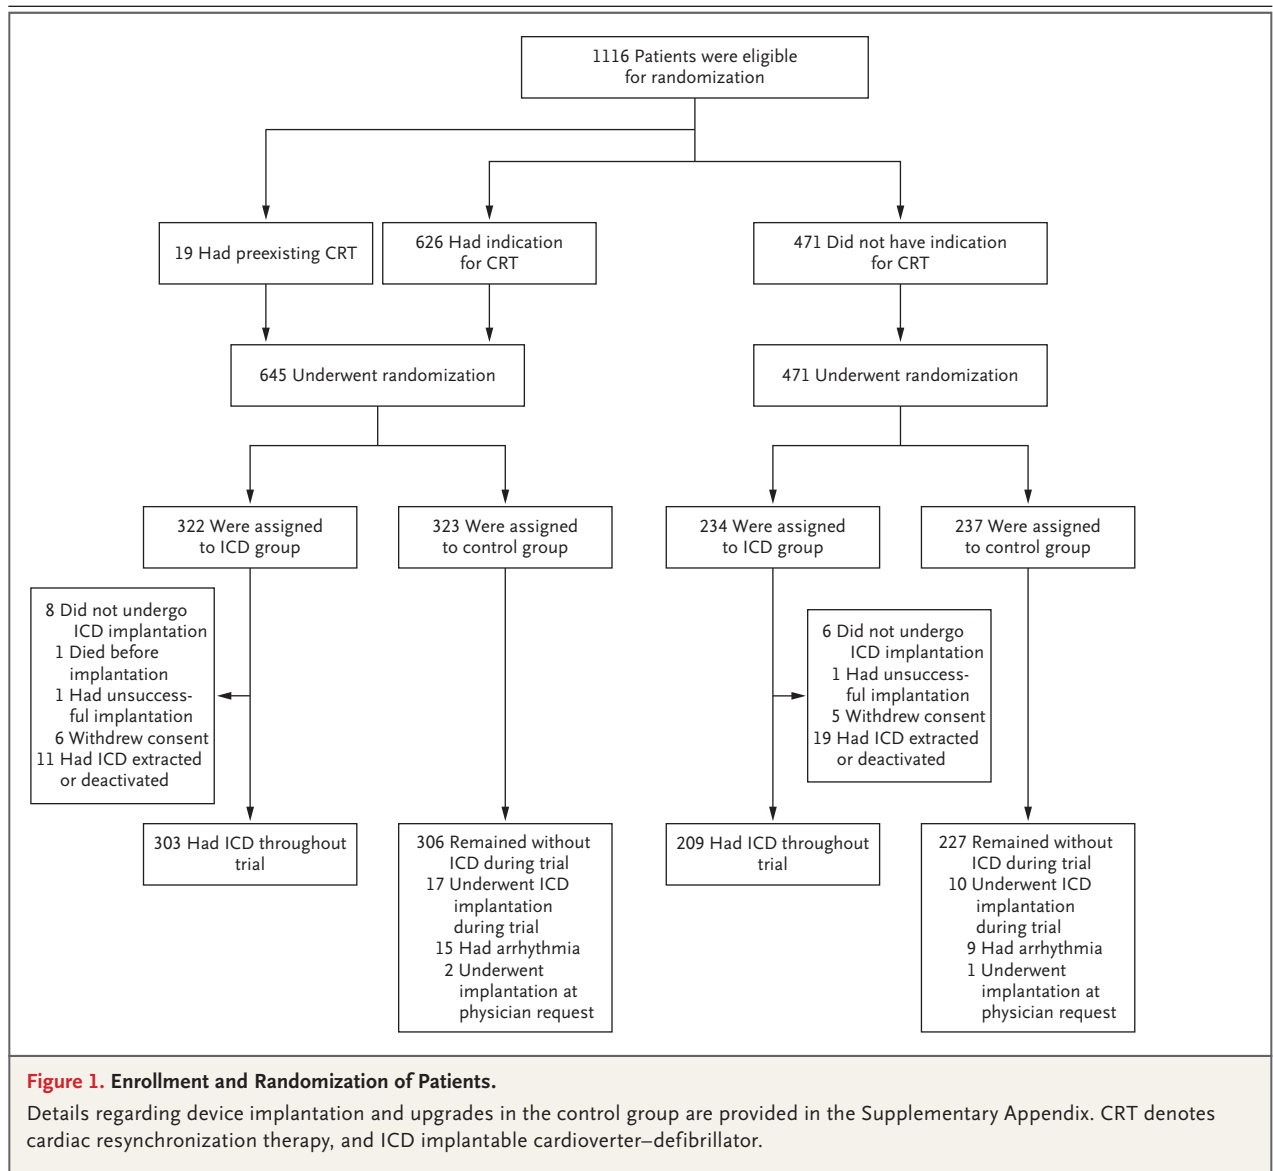 1116 Patients were eligible
for randomization
19 Had preexisting CRT
626 Had indication
for CRT
471 Did not have indication
for CRT
645 Underwent randomization
471 Underwent randomization
322 Were assigned
to ICD group
323 Were assigned
to control group
234 Were assigned
to ICD group
237 Were assigned
to control group
8 Did not undergo
ICD implantation
1 Died before
implantation
1 Had unsuccess-
ful implantation
6 Withdrew consent
11 Had ICD extracted
or deactivated
6 Did not undergo
ICD implantation
1 Had unsuccess-
ful implantation
5 Withdrew consent
19 Had ICD extracted
or deactivated
303 Had ICD throughout
trial
306 Remained without
ICD during trial
17 Underwent ICD
implantation
during trial
15 Had arrhythmia
2 Underwent
implantation at
physician request
209 Had ICD throughout
trial
227 Remained without
ICD during trial
10 Underwent ICD
implantation
during trial
9 Had arrhythmia
1 Underwent
implantation at
physician request
Figure 1. Enrollment and Randomization of Patients.
Details regarding device implantation and upgrades in the control group are provided in the Supplementary Appendix. CRT denotes
cardiac resynchronization therapy, and ICD implantable cardioverter–defibrillator.